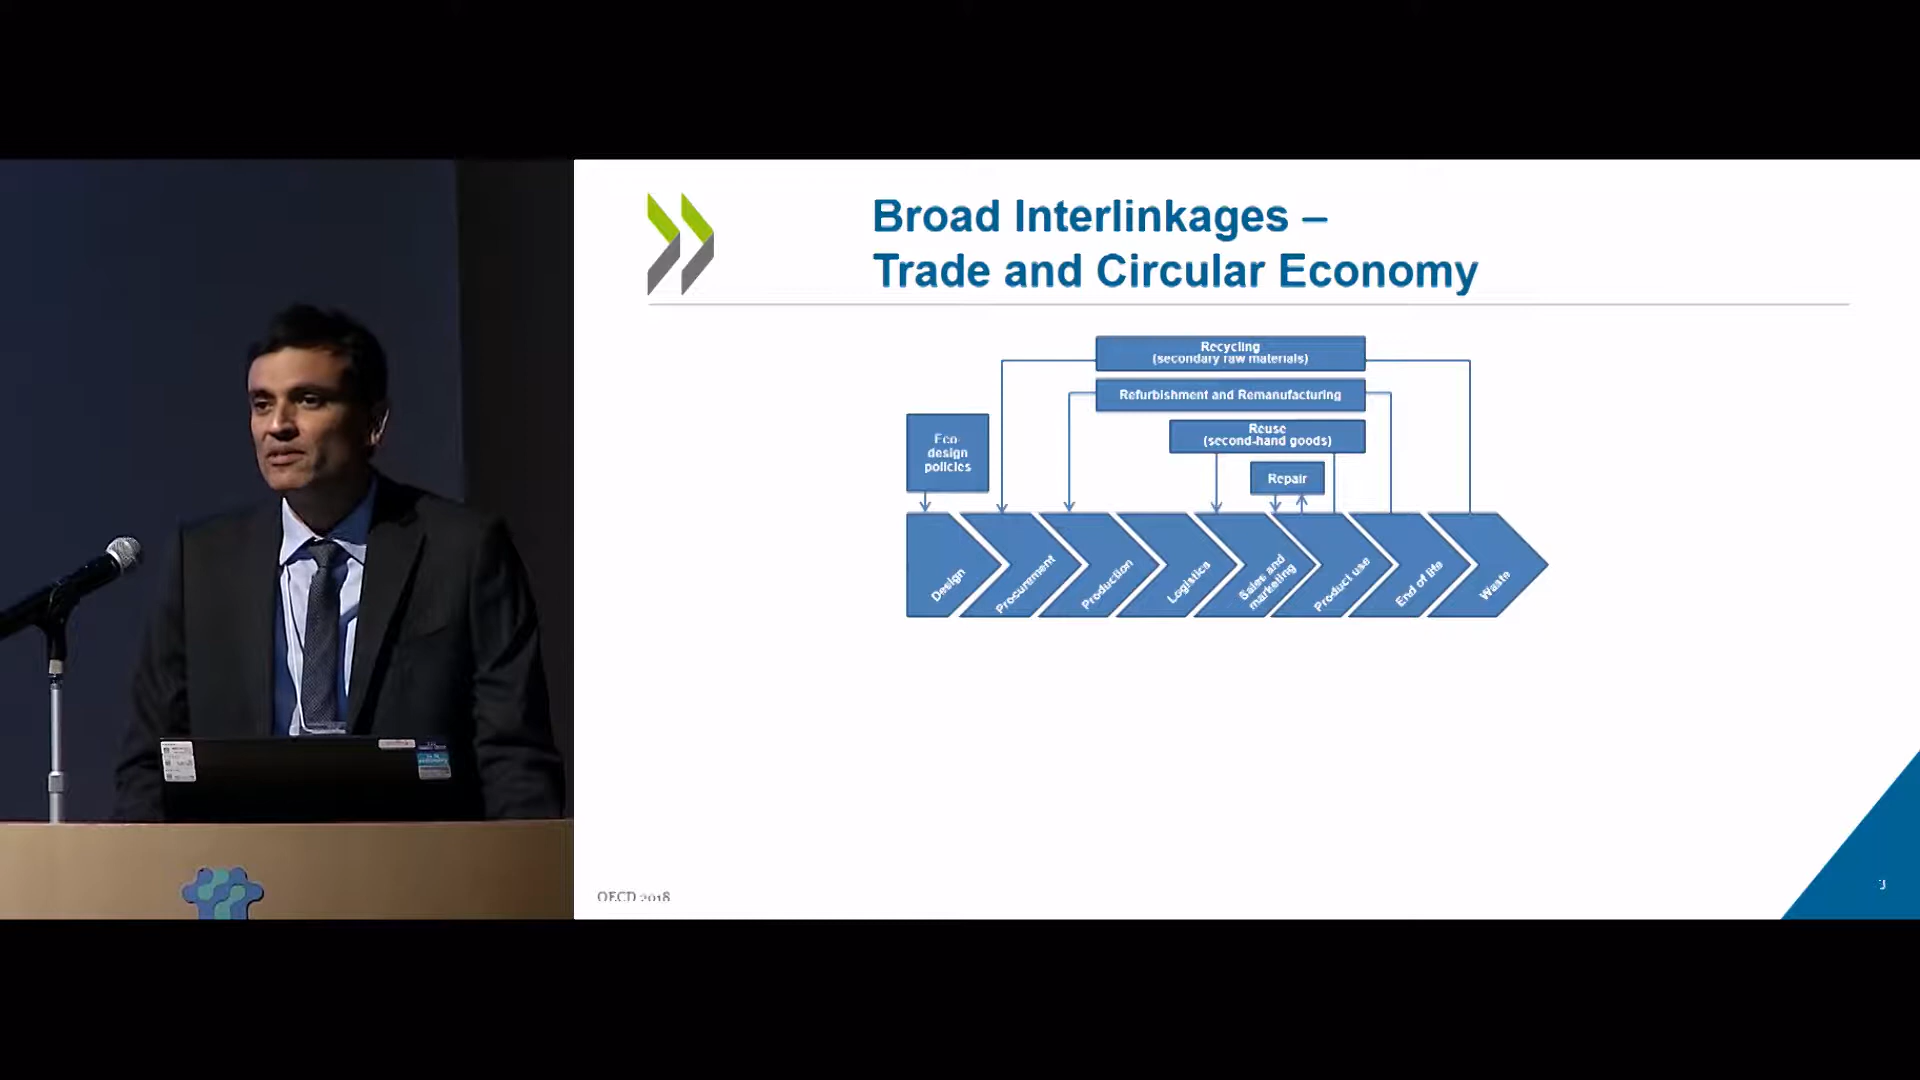 Broad Interlinkages –
Trade and Circular Economy
Recycling
(secondary raw materials)
Refurbishment and Remanufacturing
Reuse
(second-hand goods)
Eco-
design
policies
Repair
Design
Procurement
Production
Logistics
Sales and
marketing
Product use
End of life
Waste
OECD 2018
3